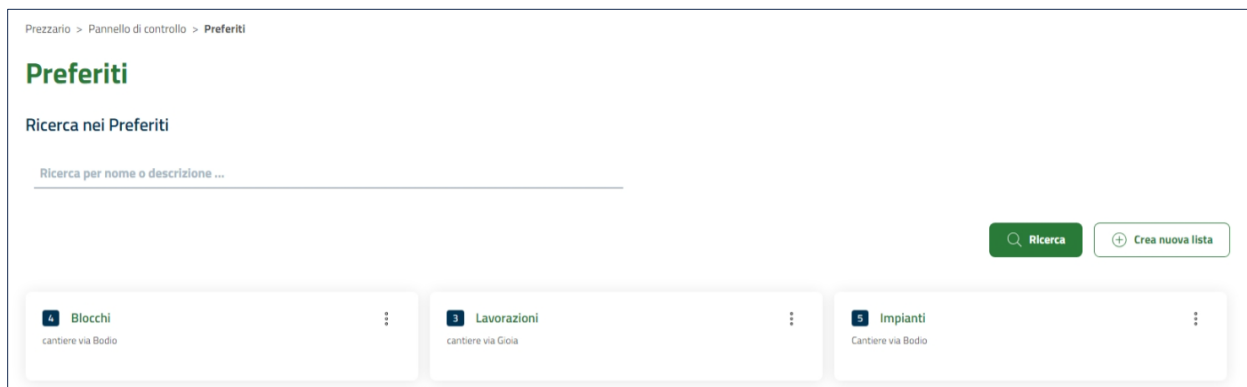 Prezzario > Pannello di controllo > Preferiti
Preferiti
Ricerca nei Preferiti
Ricerca per nome o descrizione ...
Ricerca
Crea nuova lista
4 Blocchi
cantiere via Bodio
3 Lavorazioni
cantiere via Gioia
5 Impianti
Cantiere via Bodio